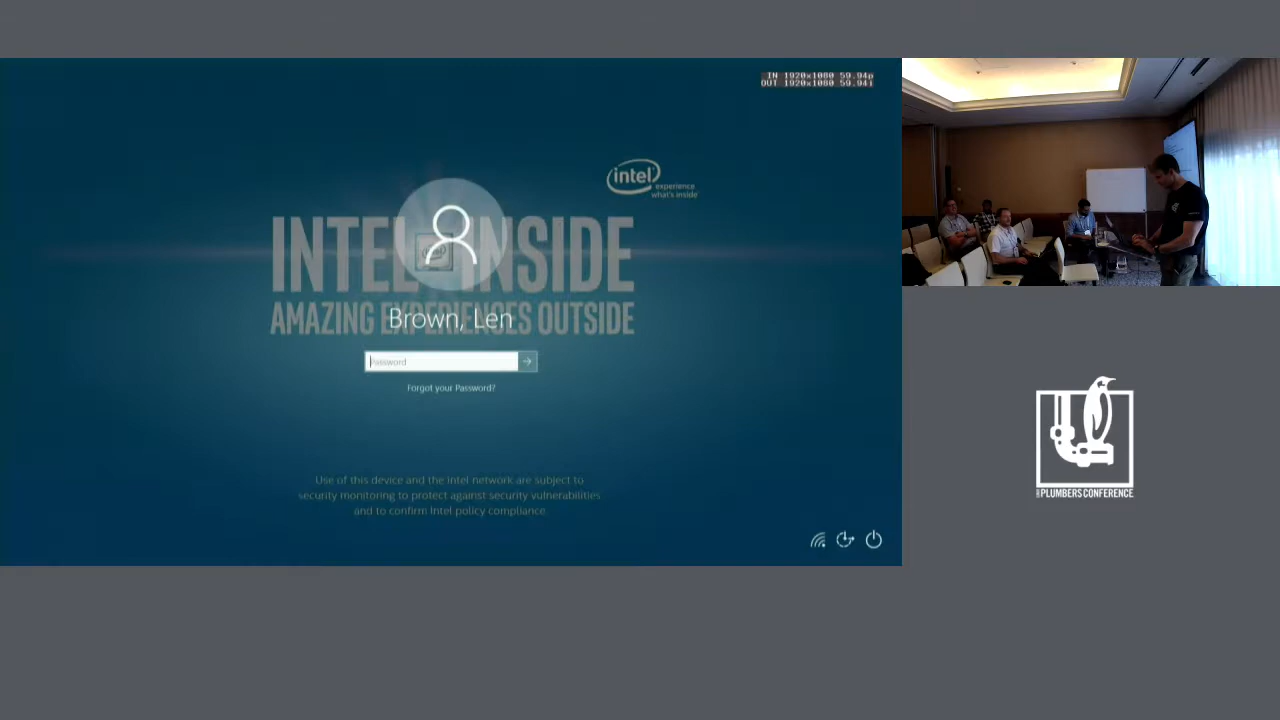 IN 1920x1080 59.94p
OUT 1920x1080 59.94i
intel
experience
what's inside
INTEL INSIDE
AMAZING EXPERIENCES OUTSIDE
Brown, Len
Password
Forgot your Password?
Use of this device and the Intel network are subject to
security monitoring to protect against security vulnerabilities
and to confirm Intel policy compliance.
PLUMBERS CONFERENCE